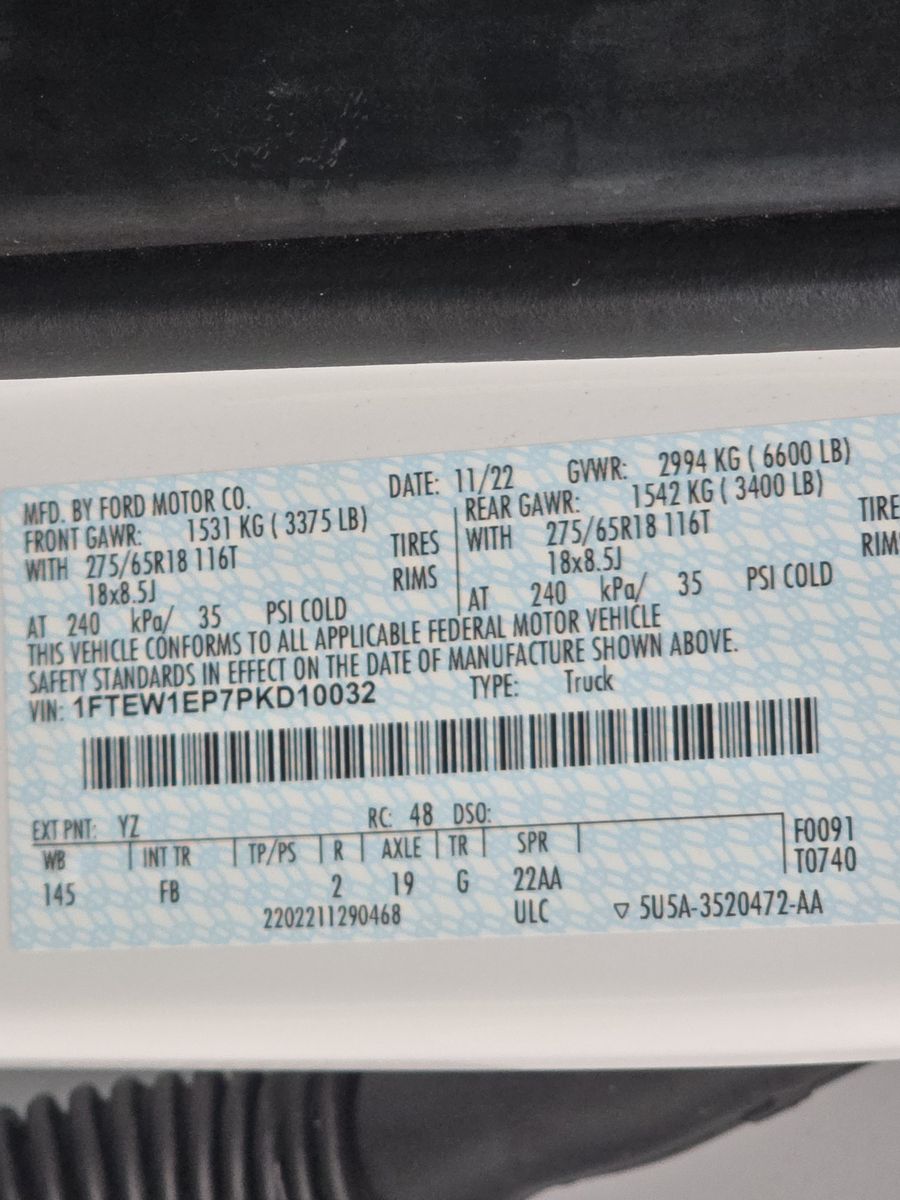 MFD. BY FORD MOTOR CO. DATE: 11/22 GVWR: 2994 KG ( 6600 LB)
FRONT GAWR: 1531 KG ( 3375 LB) REAR GAWR: 1542 KG ( 3400 LB)
WITH 275/65R18 116T TIRES WITH 275/65R18 116T TIRE
18x8.5J RIMS 18x8.5J RIM
AT 240 kPa/ 35 PSI COLD AT 240 kPa/ 35 PSI COLD
THIS VEHICLE CONFORMS TO ALL APPLICABLE FEDERAL MOTOR VEHICLE
SAFETY STANDARDS IN EFFECT ON THE DATE OF MANUFACTURE SHOWN ABOVE.
VIN: 1FTEW1EP7PKD10032 TYPE: Truck
EXT PNT: YZ RC: 48 DSO:
WB INT TR TP/PS R AXLE TR SPR F0091
145 FB 2 19 G 22AA T0740
2202211290468 ULC ▽ 5U5A-3520472-AA